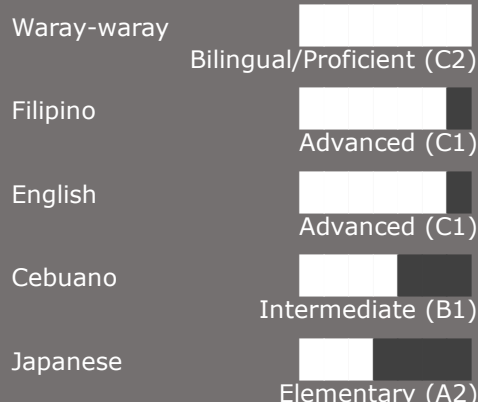 Waray-waray
Bilingual/Proficient (C2)
Filipino
Advanced (C1)
English
Advanced (C1)
Cebuano
Intermediate (B1)
Japanese
Elementary (A2)